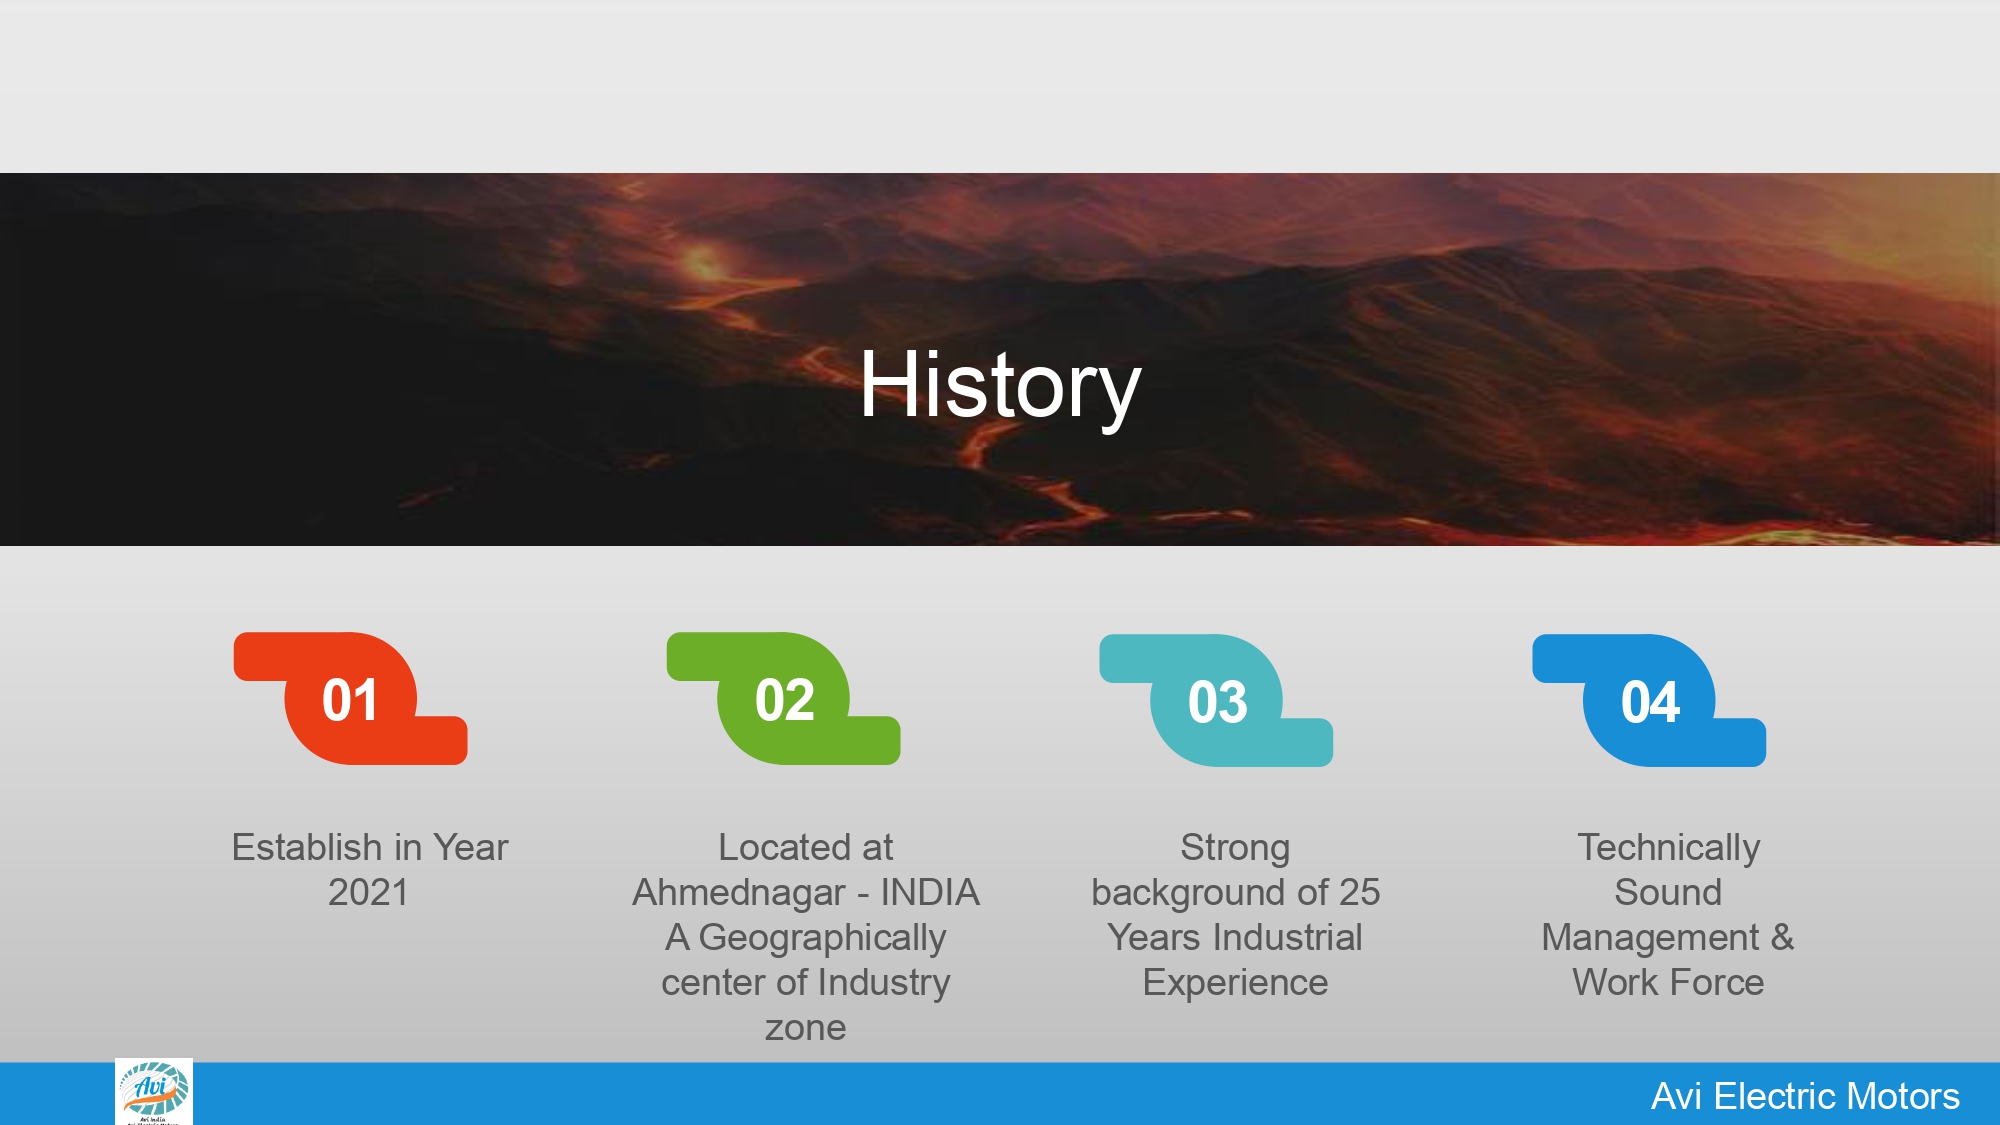 History
01
Establish in Year
2021
02
Located at
Ahmednagar - INDIA
A Geographically
center of Industry
zone
03
Strong
background of 25
Years Industrial
Experience
04
Technically
Sound
Management &
Work Force
Avi
Avi India
Avi Electric Motors